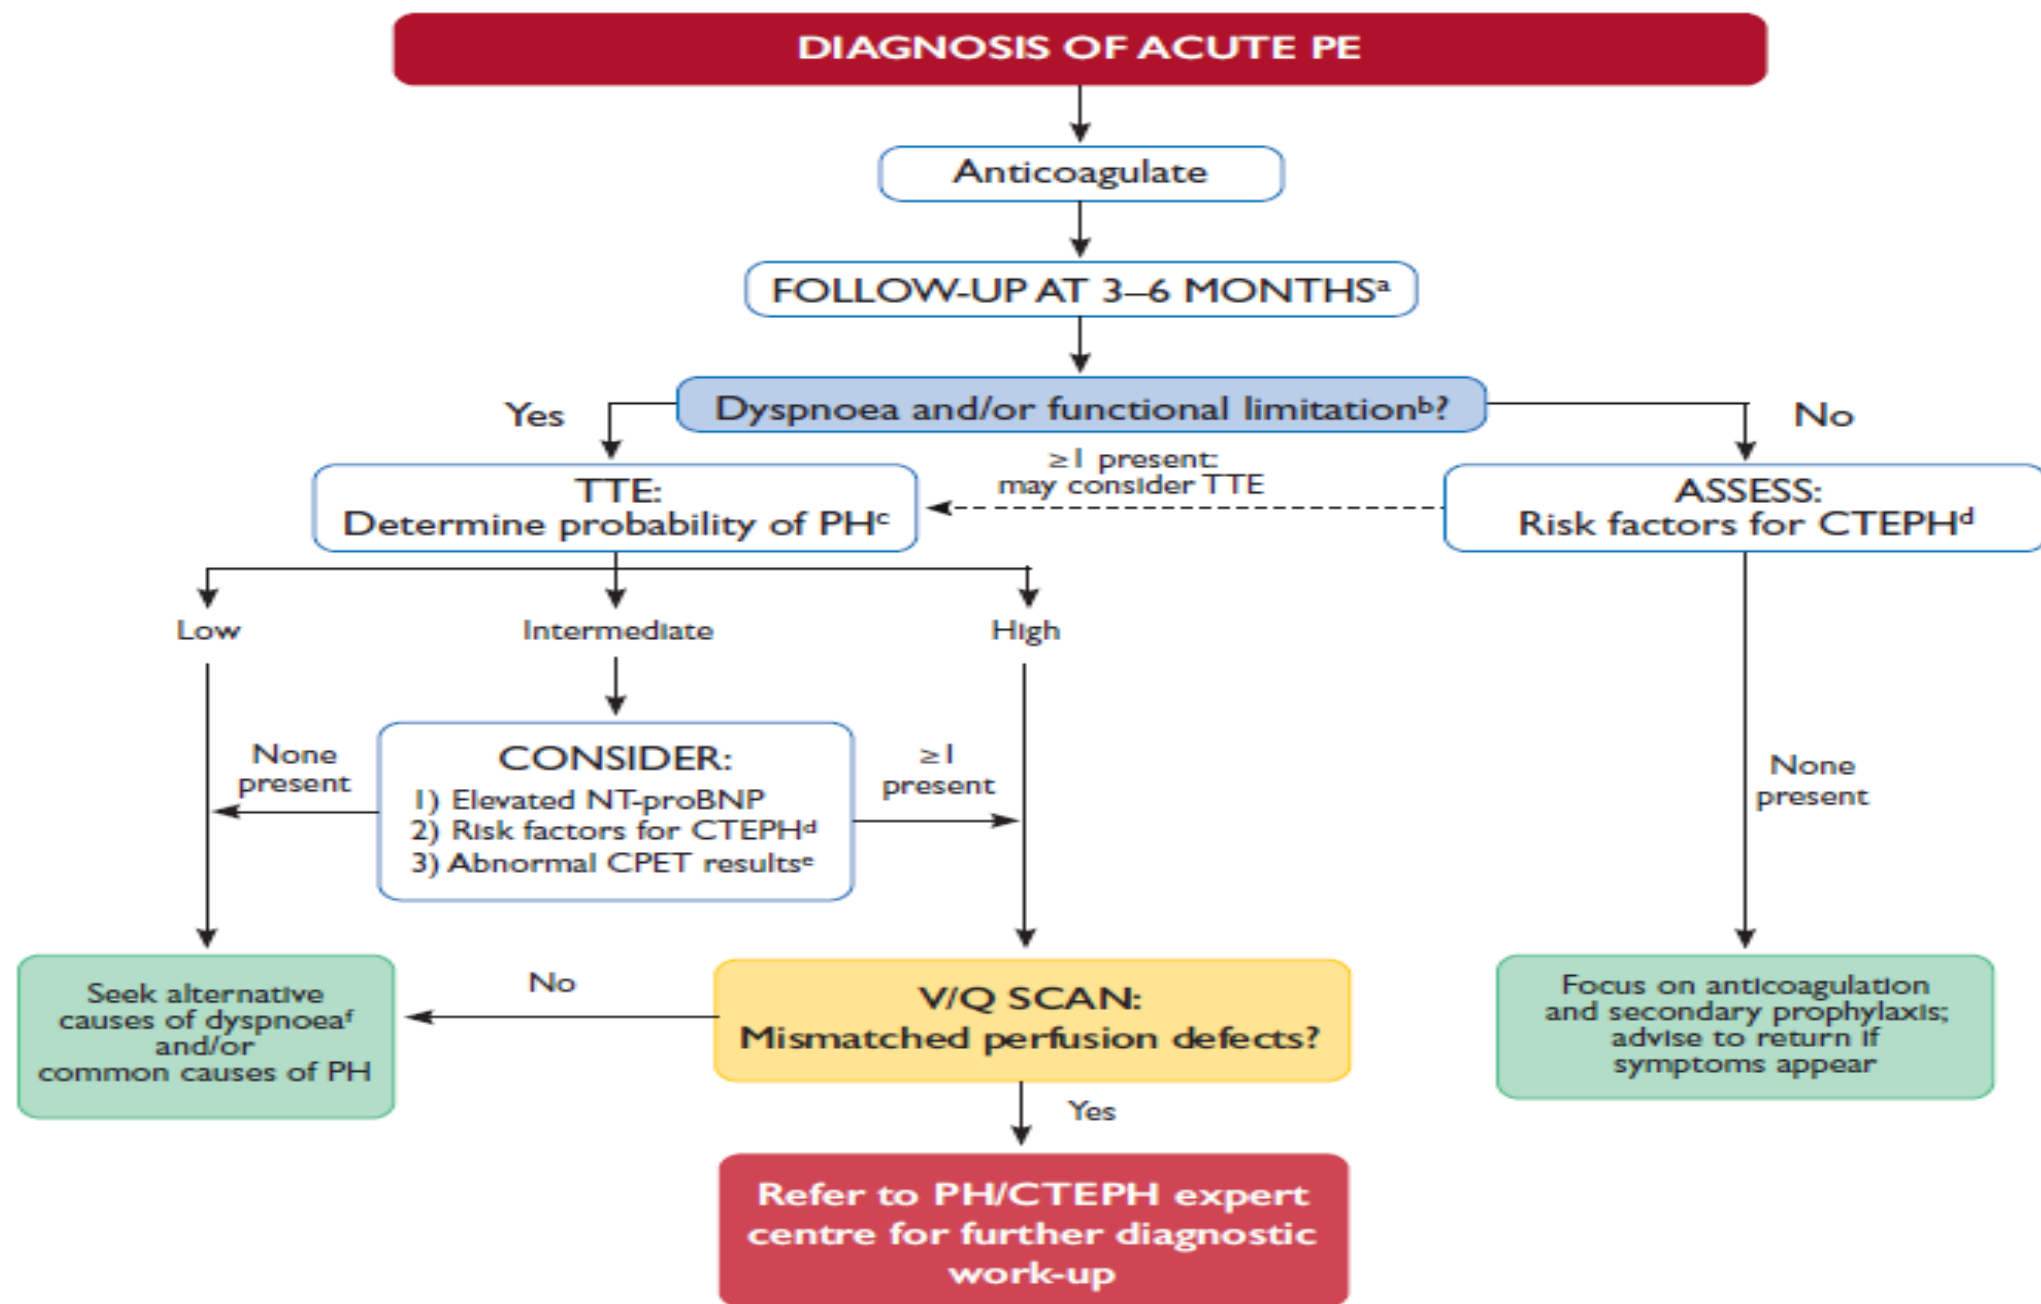 DIAGNOSIS OF ACUTE PE
Anticoagulate
FOLLOW-UP AT 3–6 MONTHSᵃ
Dyspnoea and/or functional limitationᵇ?
Yes
No
≥1 present:
may consider TTE
TTE:
Determine probability of PHᶜ
ASSESS:
Risk factors for CTEPHᵈ
Low
Intermediate
High
None
present
CONSIDER:
1) Elevated NT-proBNP
2) Risk factors for CTEPHᵈ
3) Abnormal CPET resultsᵉ
≥1
present
None
present
Seek alternative
causes of dyspnoeaᶠ
and/or
common causes of PH
No
V/Q SCAN:
Mismatched perfusion defects?
Focus on anticoagulation
and secondary prophylaxis;
advise to return if
symptoms appear
Yes
Refer to PH/CTEPH expert
centre for further diagnostic
work-up